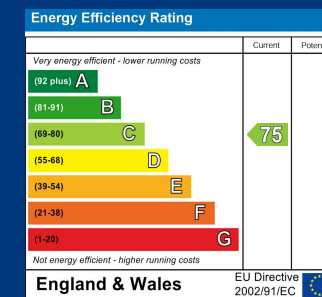 Energy Efficiency Rating
Current Poten
Very energy efficient - lower running costs
(92 plus) A
(81-91) B
(69-80) C 75
(55-68) D
(39-54) E
(21-38) F
(1-20) G
Not energy efficient - higher running costs
England & Wales
EU Directive
2002/91/EC